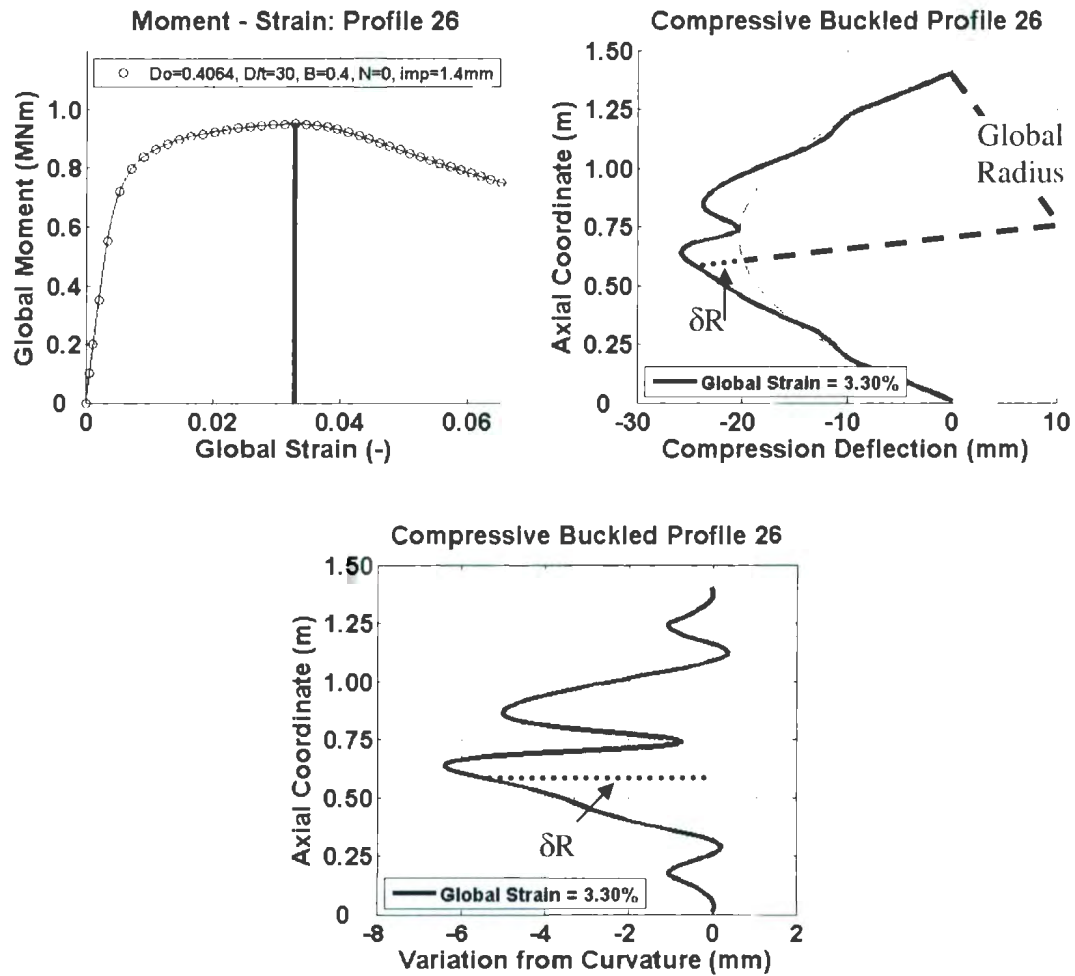 Moment - Strain: Profile 26
Do=0.4064, D/t=30, B=0.4, N=0, imp=1.4mm
Global Moment (MNm)
1.0
0.8
0.6
0.4
0.2
0
0 0.02 0.04 0.06
Global Strain (-)
Compressive Buckled Profile 26
Axial Coordinate (m)
1.50
1.25
1.00
0.75
0.50
0.25
0
Global
Radius
δR
Global Strain = 3.30%
-30 -20 -10 0 10
Compression Deflection (mm)
Compressive Buckled Profile 26
Axial Coordinate (m)
1.50
1.25
1.00
0.75
0.50
0.25
0
δR
Global Strain = 3.30%
-8 -6 -4 -2 0 2
Variation from Curvature (mm)